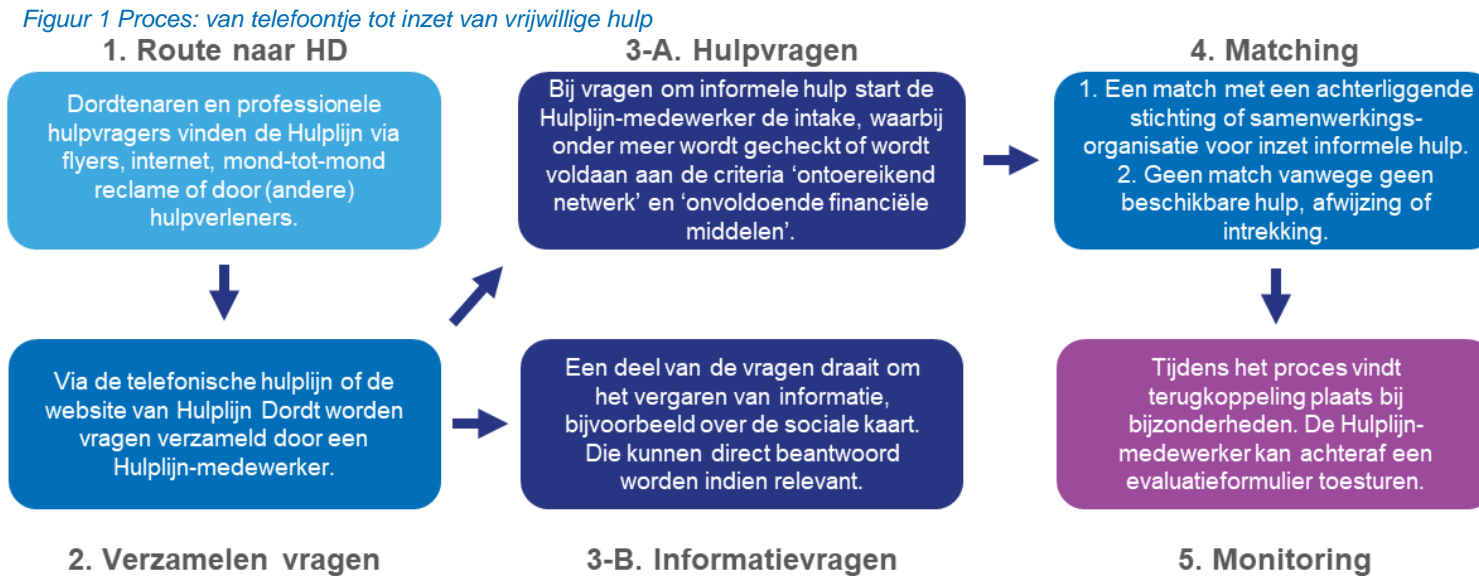 Figuur 1 Proces: van telefoontje tot inzet van vrijwillige hulp
1. Route naar HD
Dordtenaren en professionele
hulpvragers vinden de Hulplijn via
flyers, internet, mond-tot-mond
reclame of door (andere)
hulpverleners.
Via de telefonische hulplijn of de
website van Hulplijn Dordt worden
vragen verzameld door een
Hulplijn-medewerker.
2. Verzamelen vragen
3-A. Hulpvragen
Bij vragen om informele hulp start de
Hulplijn-medewerker de intake, waarbij
onder meer wordt gecheckt of wordt
voldaan aan de criteria ‘ontoereikend
netwerk’ en ‘onvoldoende financiële
middelen’.
Een deel van de vragen draait om
het vergaren van informatie,
bijvoorbeeld over de sociale kaart.
Die kunnen direct beantwoord
worden indien relevant.
3-B. Informatievragen
4. Matching
1. Een match met een achterliggende
stichting of samenwerkings-
organisatie voor inzet informele hulp.
2. Geen match vanwege geen
beschikbare hulp, afwijzing of
intrekking.
Tijdens het proces vindt
terugkoppeling plaats bij
bijzonderheden. De Hulplijn-
medewerker kan achteraf een
evaluatieformulier toesturen.
5. Monitoring